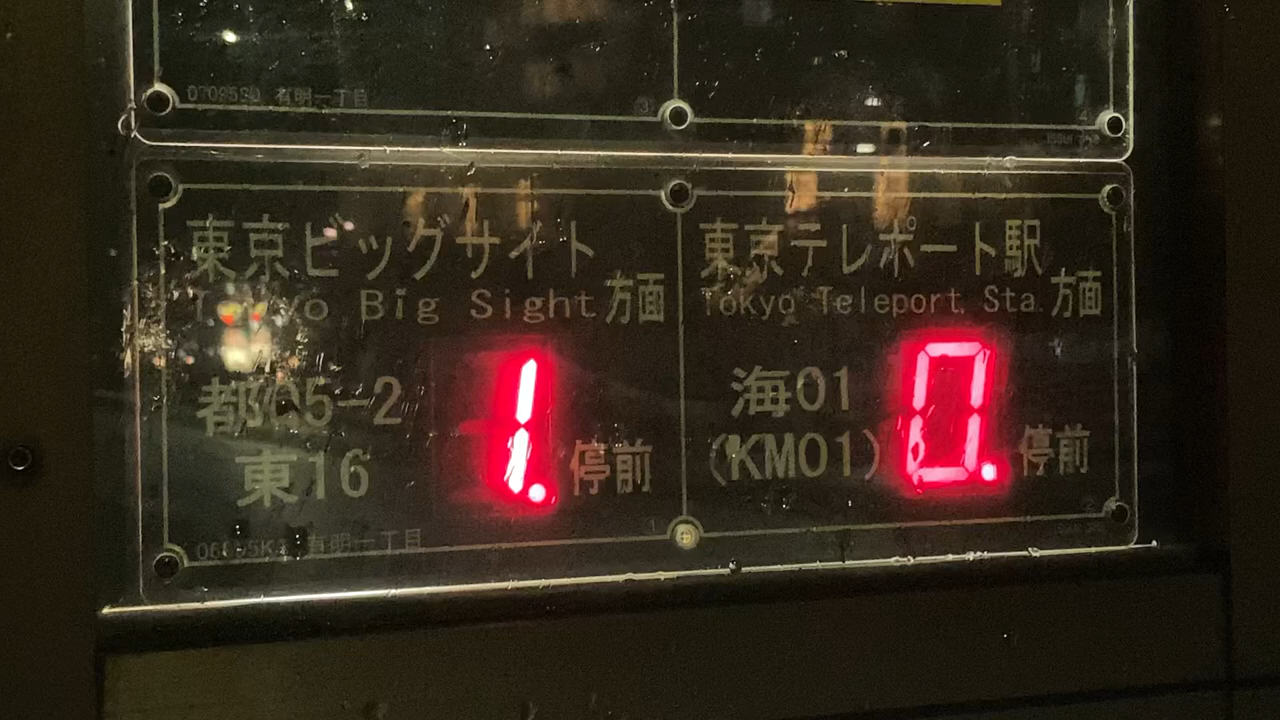 有明一丁目
東京ビッグサイト
Tokyo Big Sight 方面
都05-2
東16
1. 停前
有明一丁目
東京テレポート駅
Tokyo Teleport Sta. 方面
海01
(KM01)
0. 停前